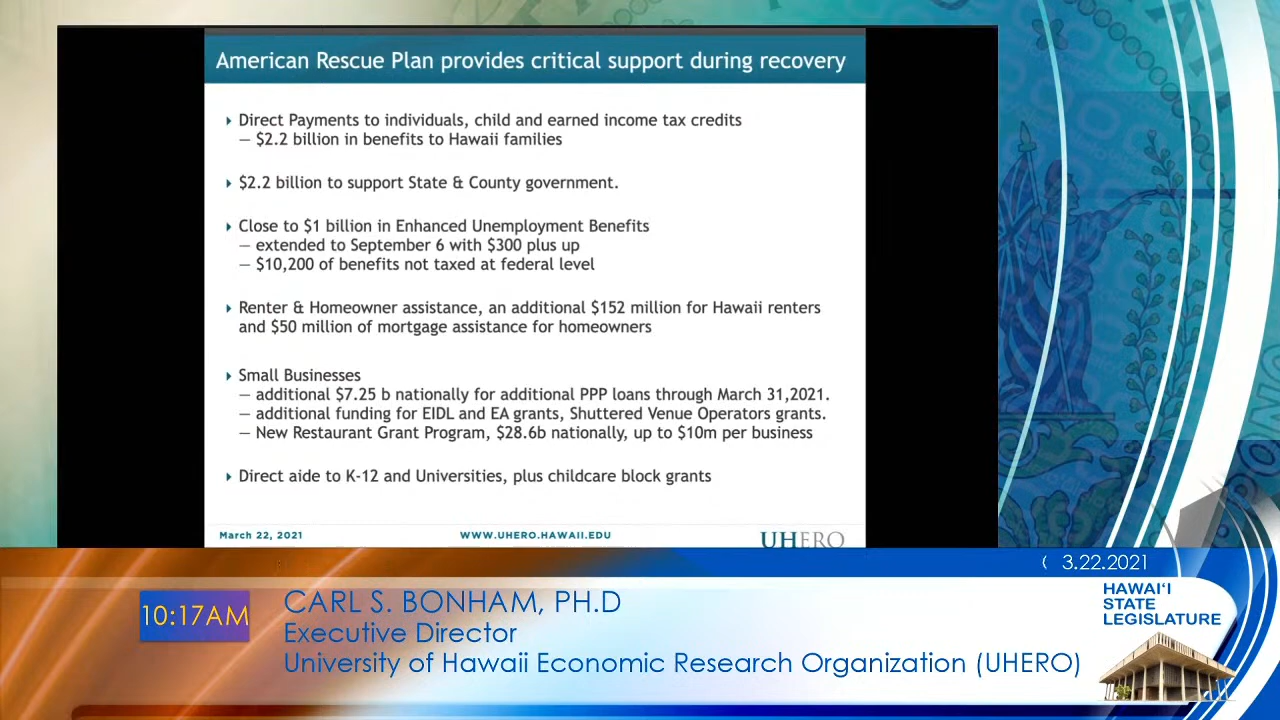 American Rescue Plan provides critical support during recovery
Direct Payments to individuals, child and earned income tax credits
— $2.2 billion in benefits to Hawaii families
$2.2 billion to support State & County government.
Close to $1 billion in Enhanced Unemployment Benefits
— extended to September 6 with $300 plus up
— $10,200 of benefits not taxed at federal level
Renter & Homeowner assistance, an additional $152 million for Hawaii renters
and $50 million of mortgage assistance for homeowners
Small Businesses
— additional $7.25 b nationally for additional PPP loans through March 31,2021.
— additional funding for EIDL and EA grants, Shuttered Venue Operators grants.
— New Restaurant Grant Program, $28.6b nationally, up to $10m per business
Direct aide to K-12 and Universities, plus childcare block grants
March 22, 2021
WWW.UHERO.HAWAII.EDU
UHERO
3.22.2021
10:17AM
CARL S. BONHAM, PH.D
Executive Director
University of Hawaii Economic Research Organization (UHERO)
HAWAIʻI
STATE
LEGISLATURE